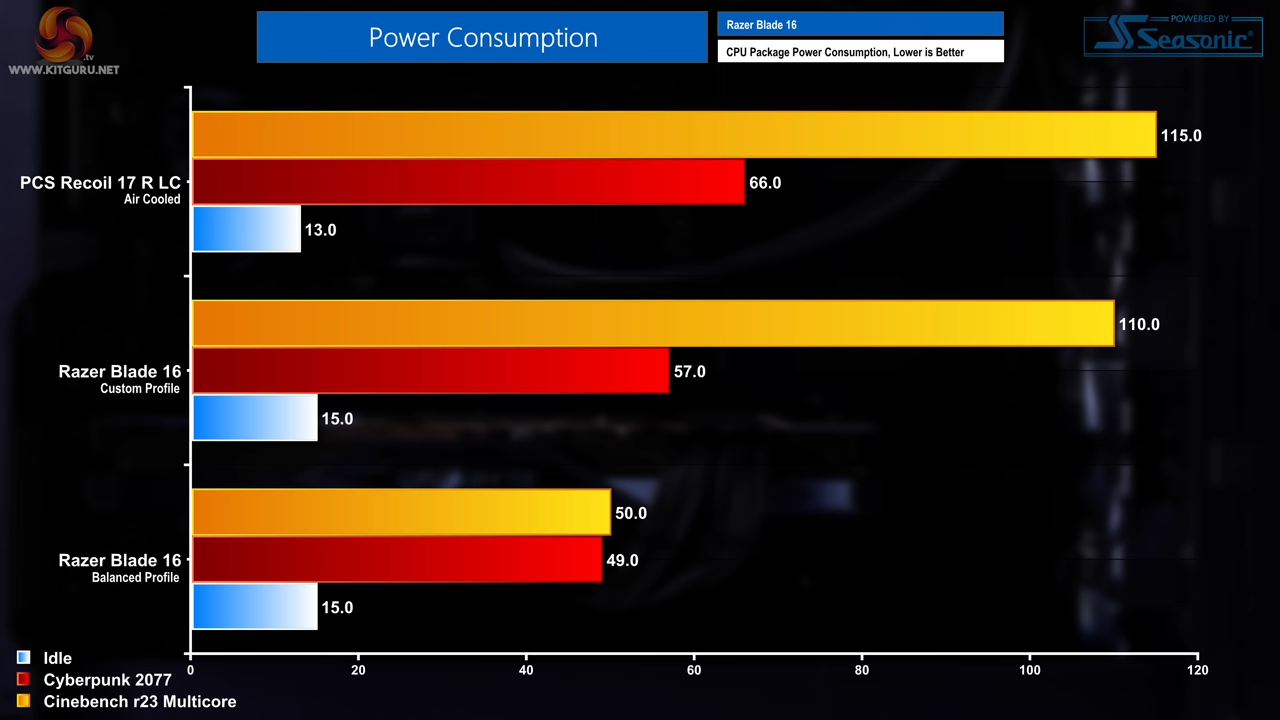 .tv
WWW.KITGURU.NET
Power Consumption
Razer Blade 16
CPU Package Power Consumption, Lower is Better
POWERED BY
Seasonic®
115.0
PCS Recoil 17 R LC
Air Cooled
66.0
13.0
110.0
Razer Blade 16
Custom Profile
57.0
15.0
50.0
Razer Blade 16
Balanced Profile
49.0
15.0
0 20 40 60 80 100 120
Idle
Cyberpunk 2077
Cinebench r23 Multicore